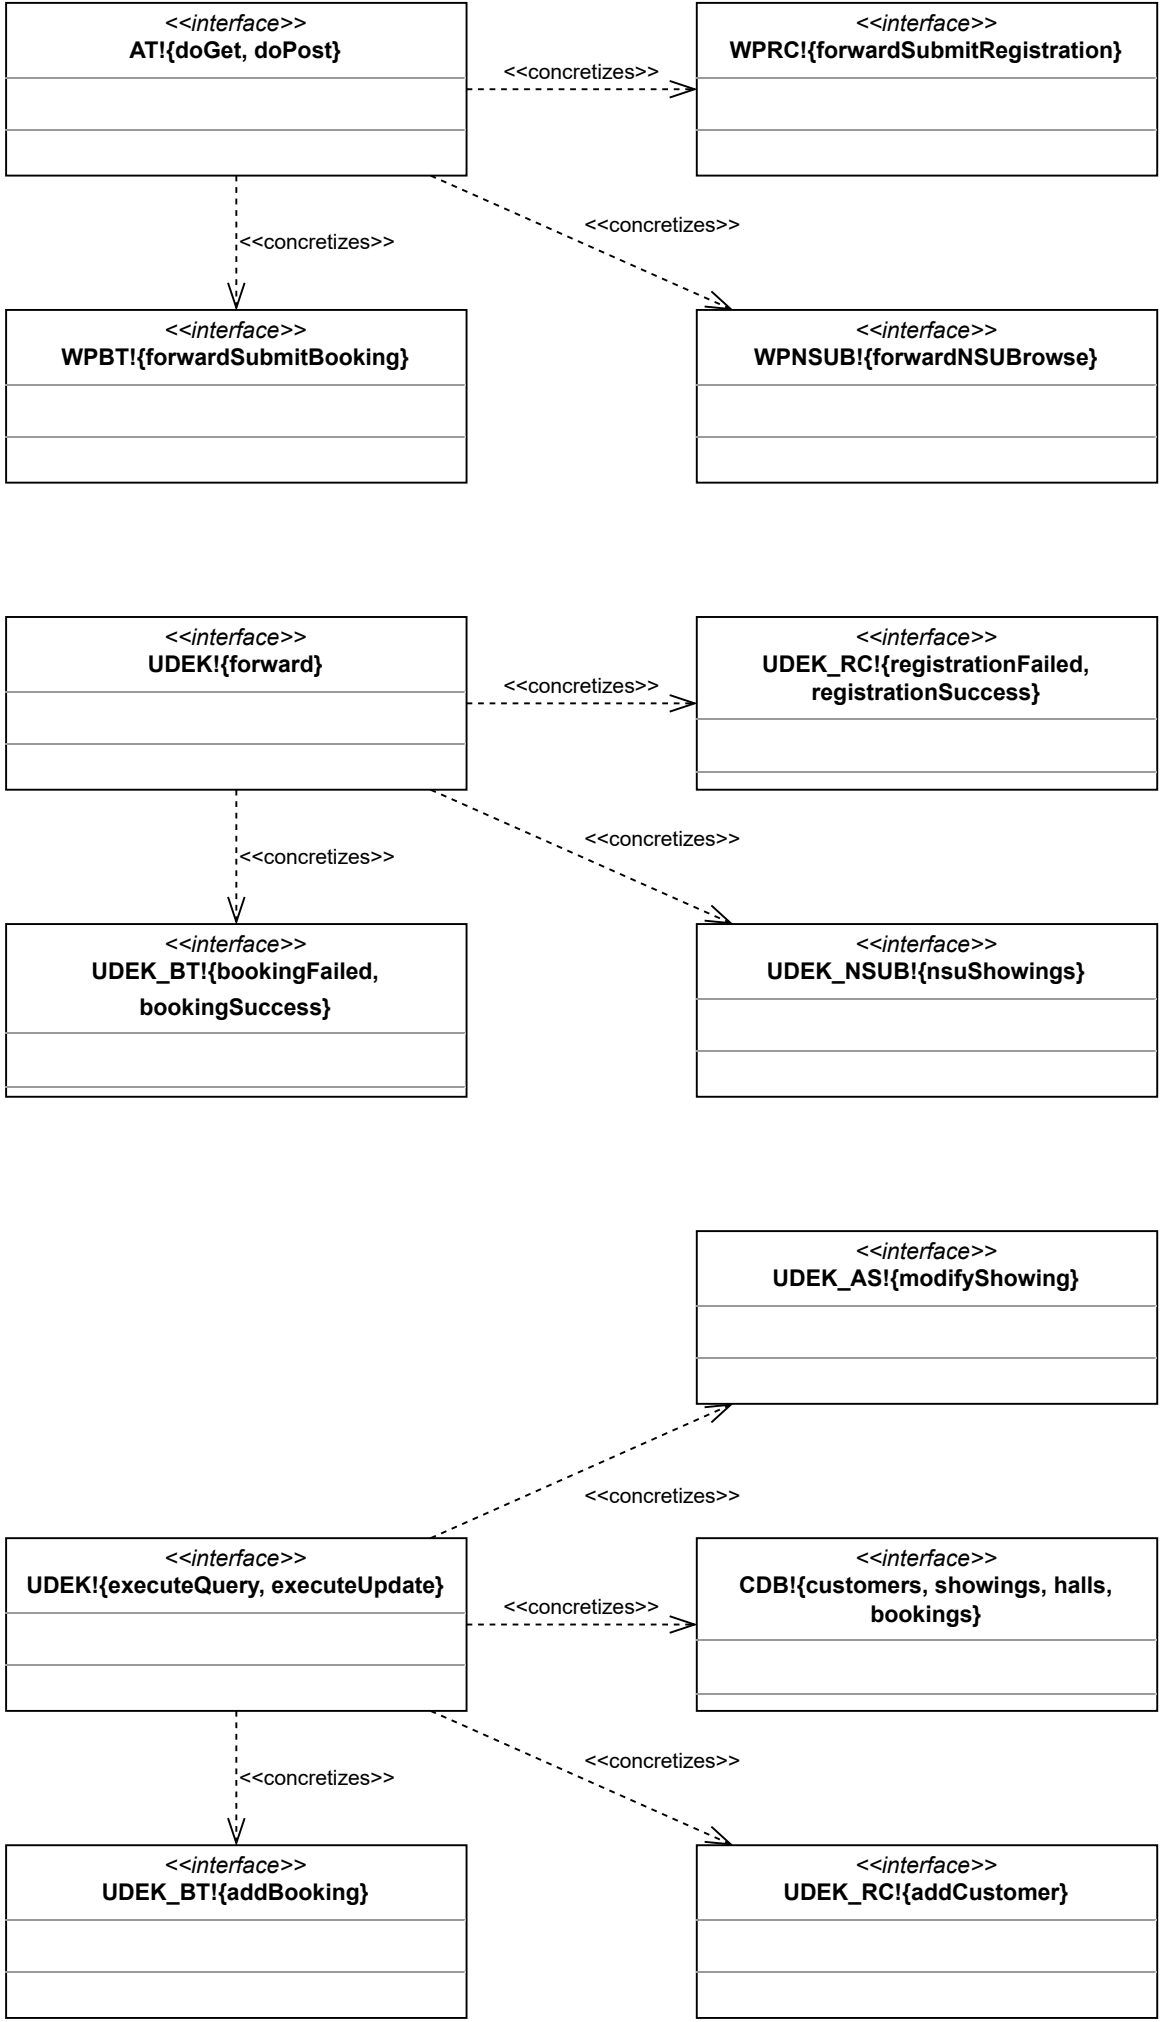 <<interface>>
AT!{doGet, doPost}
<<concretizes>>
<<interface>>
WPRC!{forwardSubmitRegistration}
<<concretizes>>
<<concretizes>>
<<interface>>
WPBT!{forwardSubmitBooking}
<<interface>>
WPNSUB!{forwardNSUBrowse}
<<interface>>
UDEK!{forward}
<<concretizes>>
<<interface>>
UDEK_RC!{registrationFailed,
registrationSuccess}
<<concretizes>>
<<concretizes>>
<<interface>>
UDEK_BT!{bookingFailed,
bookingSuccess}
<<interface>>
UDEK_NSUB!{nsuShowings}
<<interface>>
UDEK_AS!{modifyShowing}
<<concretizes>>
<<interface>>
UDEK!{executeQuery, executeUpdate}
<<concretizes>>
<<interface>>
CDB!{customers, showings, halls,
bookings}
<<concretizes>>
<<concretizes>>
<<interface>>
UDEK_BT!{addBooking}
<<interface>>
UDEK_RC!{addCustomer}